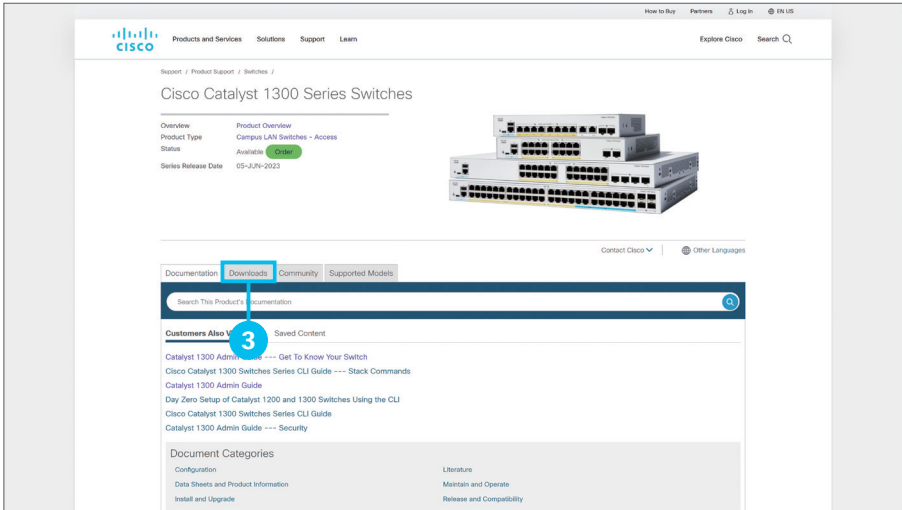 How to Buy Partners Log In EN US
CISCO
Products and Services Solutions Support Learn
Explore Cisco Search
Support / Product Support / Switches /
Cisco Catalyst 1300 Series Switches
Overview Product Overview
Product Type Campus LAN Switches - Access
Status Available Order
Series Release Date 05-JUN-2023
Contact Cisco Other Languages
Documentation Downloads Community Supported Models
Search This Product's Documentation
3
Customers Also Saved Content
Catalyst 1300 Admin Guide --- Get To Know Your Switch
Cisco Catalyst 1300 Switches Series CLI Guide --- Stack Commands
Catalyst 1300 Admin Guide
Day Zero Setup of Catalyst 1200 and 1300 Switches Using the CLI
Cisco Catalyst 1300 Switches Series CLI Guide
Catalyst 1300 Admin Guide --- Security
Document Categories
Configuration Literature
Data Sheets and Product Information Maintain and Operate
Install and Upgrade Release and Compatibility